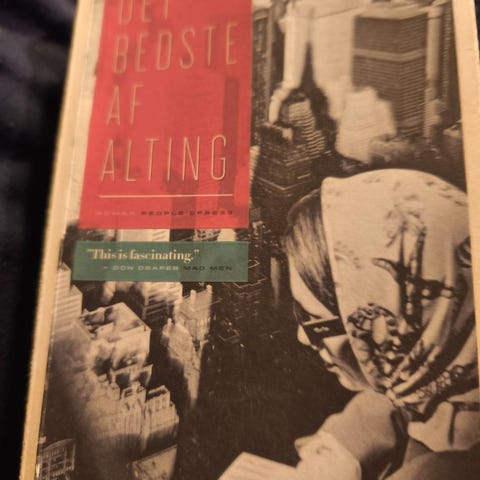 DET
BEDSTE
AF
ALTING
ROMAN PEOPLE'SPRESS
"This is fascinating."
- DON DRAPER MAD MEN